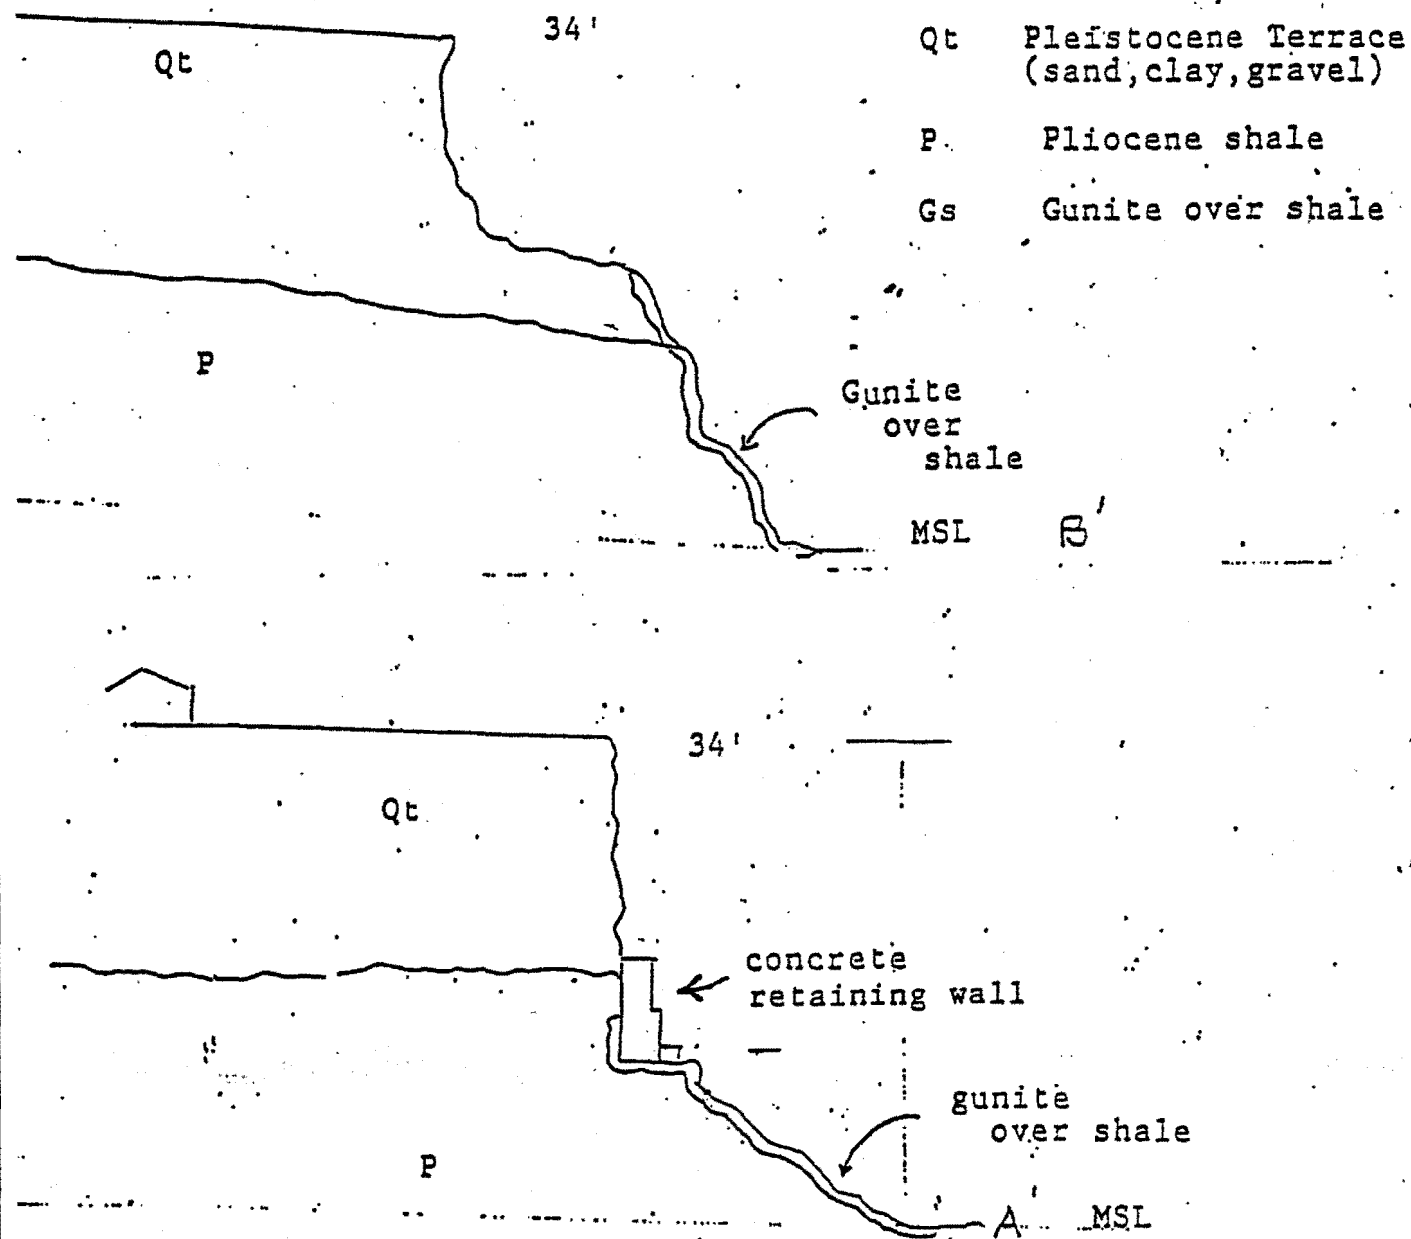 34'
Qt Pleistocene Terrace
(sand,clay,gravel)
Qt
P. Pliocene shale
Gs Gunite over shale
P
Gunite
over
shale
MSL B'
34'
Qt
concrete
retaining wall
gunite
over shale
P
A' MSL